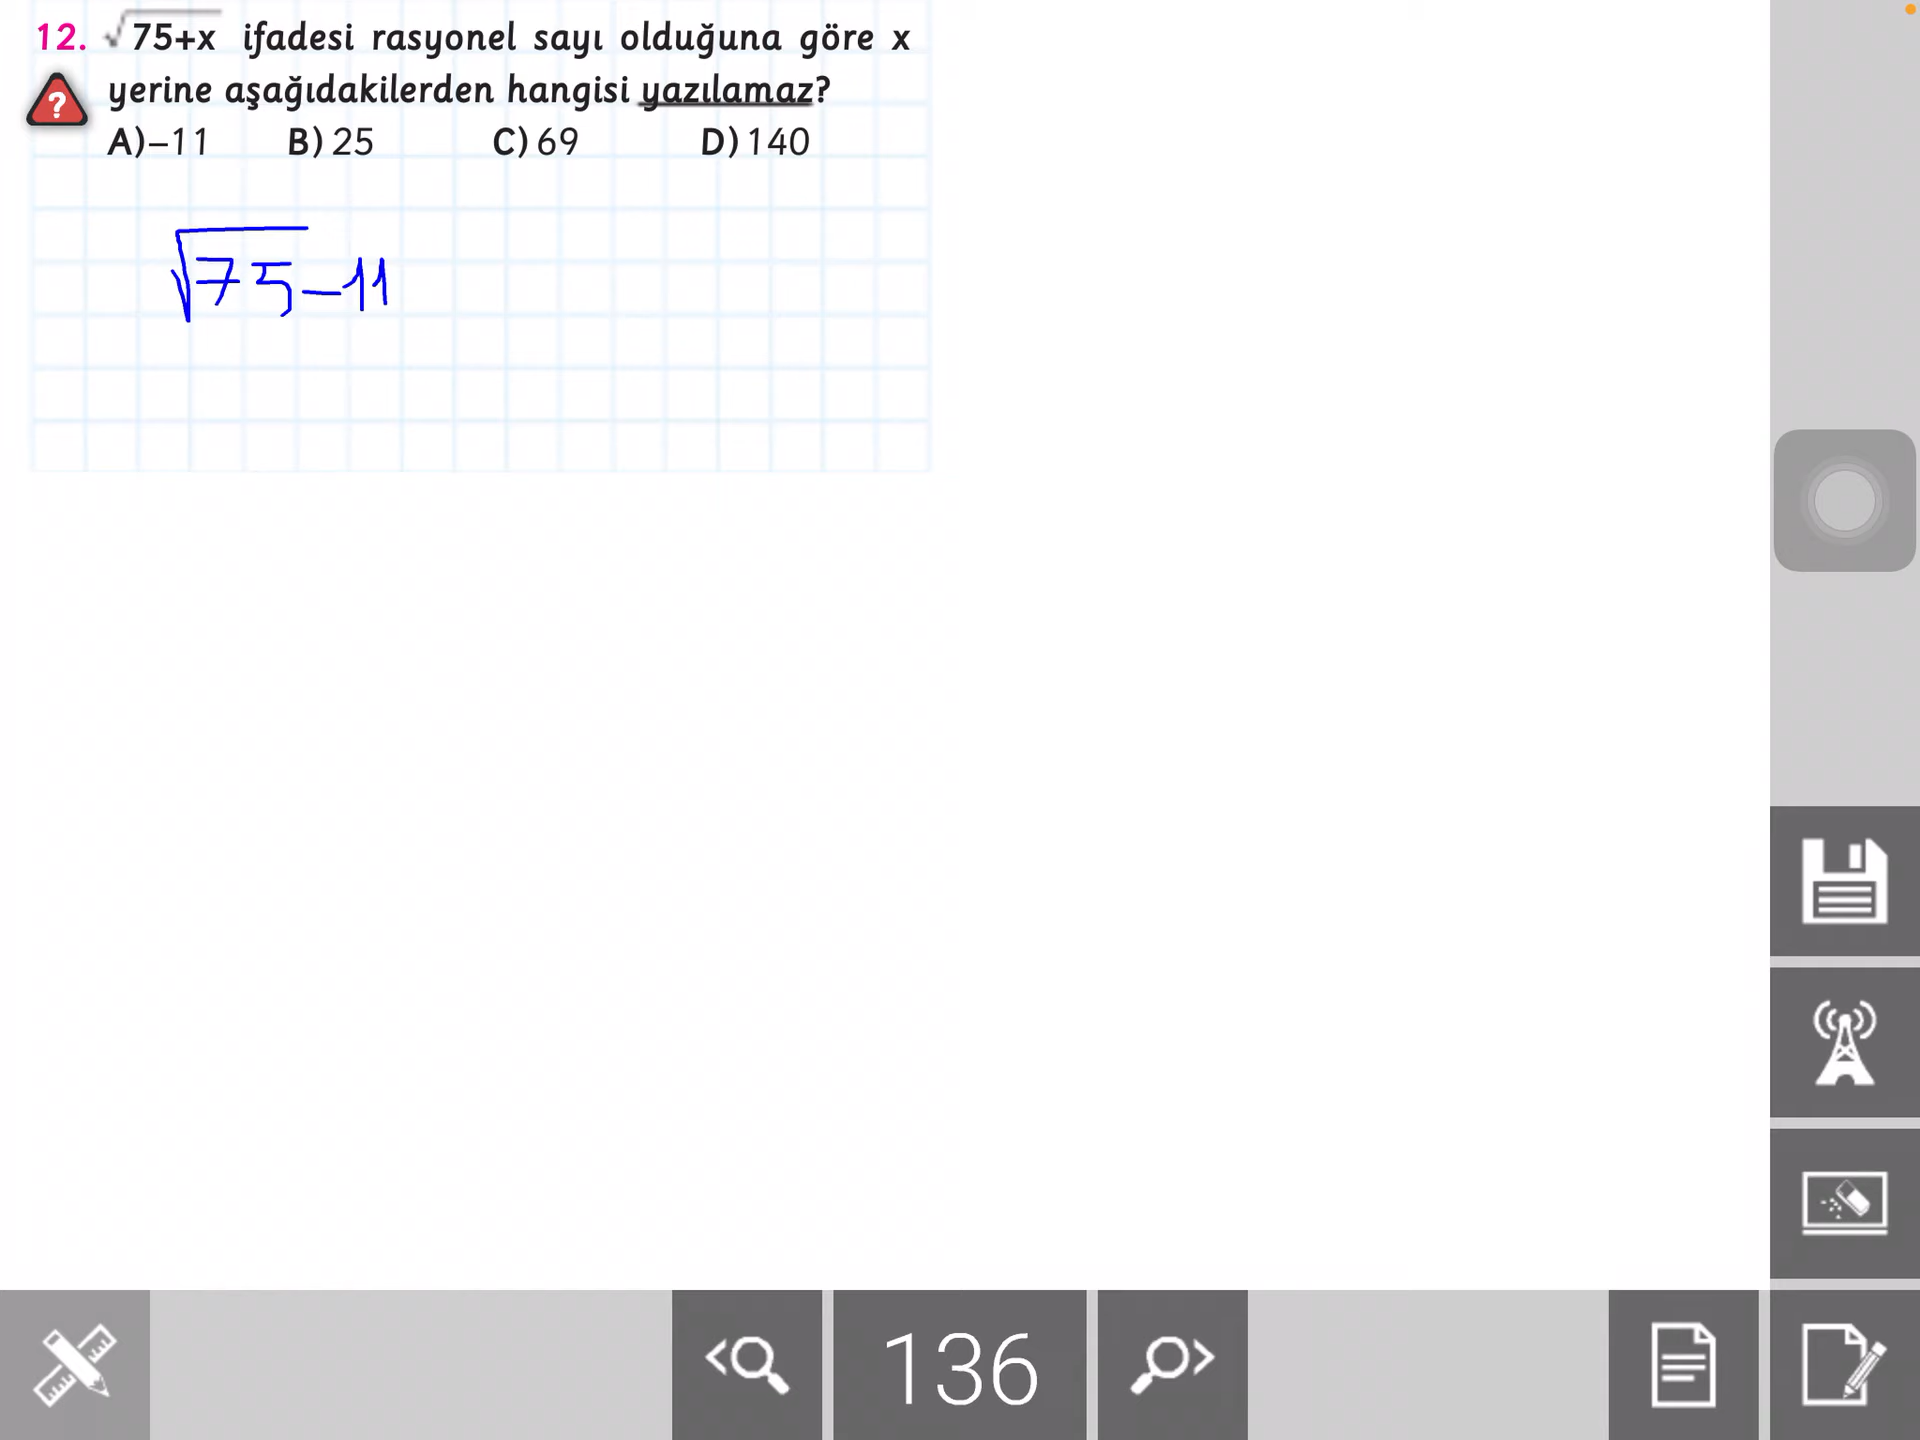 12. √75+x ifadesi rasyonel sayı olduğuna göre x
? yerine aşağıdakilerden hangisi yazılamaz?
A)–11 B) 25 C) 69 D) 140
√75–11
136